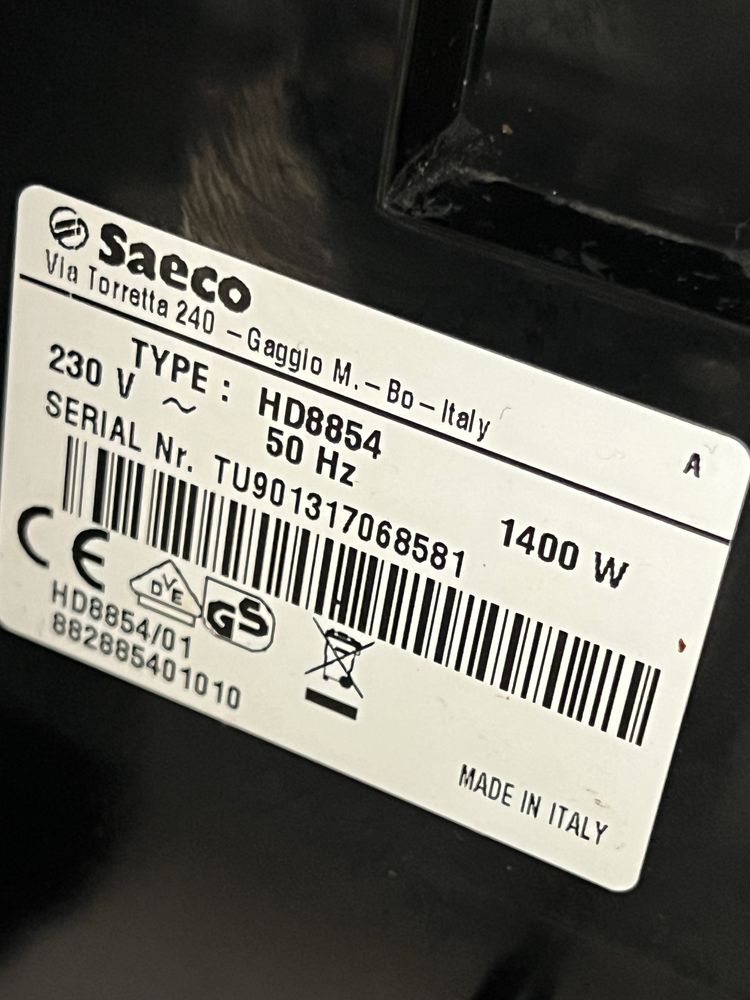 Saeco
Via Torretta 240 – Gaggio M. – Bo – Italy
A
TYPE : HD8854
230 V ~ 50 Hz 1400 W
SERIAL Nr. TU901317068581
CE DVE GS
HD8854/01
882885401010
MADE IN ITALY